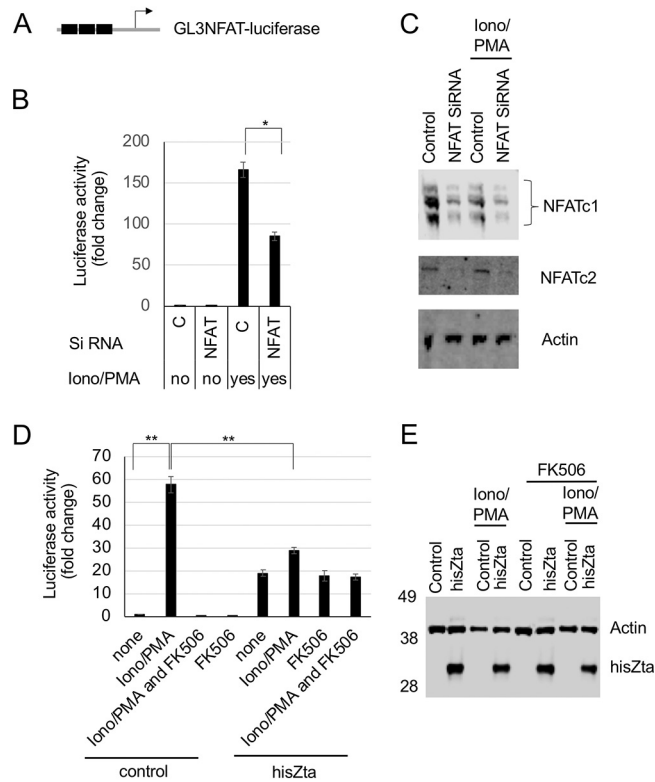 A
GL3NFAT-luciferase
B
Luciferase activity
(fold change)
200
150
100
50
0
*
Si RNA
C
NFAT
C
NFAT
Iono/PMA
no
no
yes
yes
C
Iono/
PMA
Control
NFAT SiRNA
Control
NFAT SiRNA
NFATc1
NFATc2
Actin
D
Luciferase activity
(fold change)
70
60
50
40
30
20
10
0
**
**
none
Iono/PMA
Iono/PMA and FK506
FK506
none
Iono/PMA
FK506
Iono/PMA and FK506
control
hisZta
E
FK506
Iono/
PMA
Iono/
PMA
Control
hisZta
Control
hisZta
Control
hisZta
Control
hisZta
49
38
28
Actin
hisZta